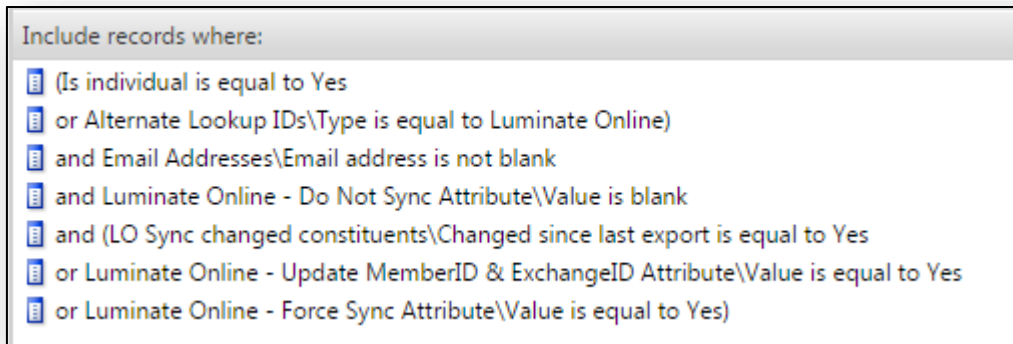 Include records where:
(Is individual is equal to Yes
or Alternate Lookup IDs\Type is equal to Luminate Online)
and Email Addresses\Email address is not blank
and Luminate Online - Do Not Sync Attribute\Value is blank
and (LO Sync changed constituents\Changed since last export is equal to Yes
or Luminate Online - Update MemberID & ExchangeID Attribute\Value is equal to Yes
or Luminate Online - Force Sync Attribute\Value is equal to Yes)